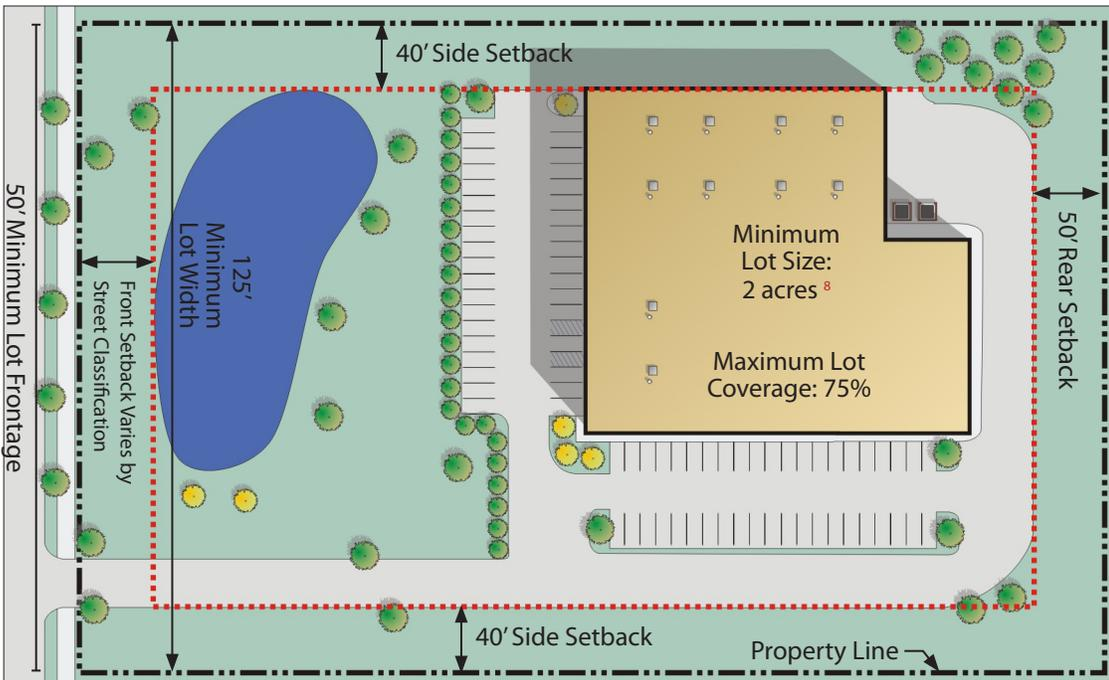 40’ Side Setback
50’ Minimum Lot Frontage
125’
Minimum
Lot Width
Front Setback Varies by
Street Classification
Minimum
Lot Size:
2 acres 8
Maximum Lot
Coverage: 75%
50’ Rear Setback
40’ Side Setback
Property Line